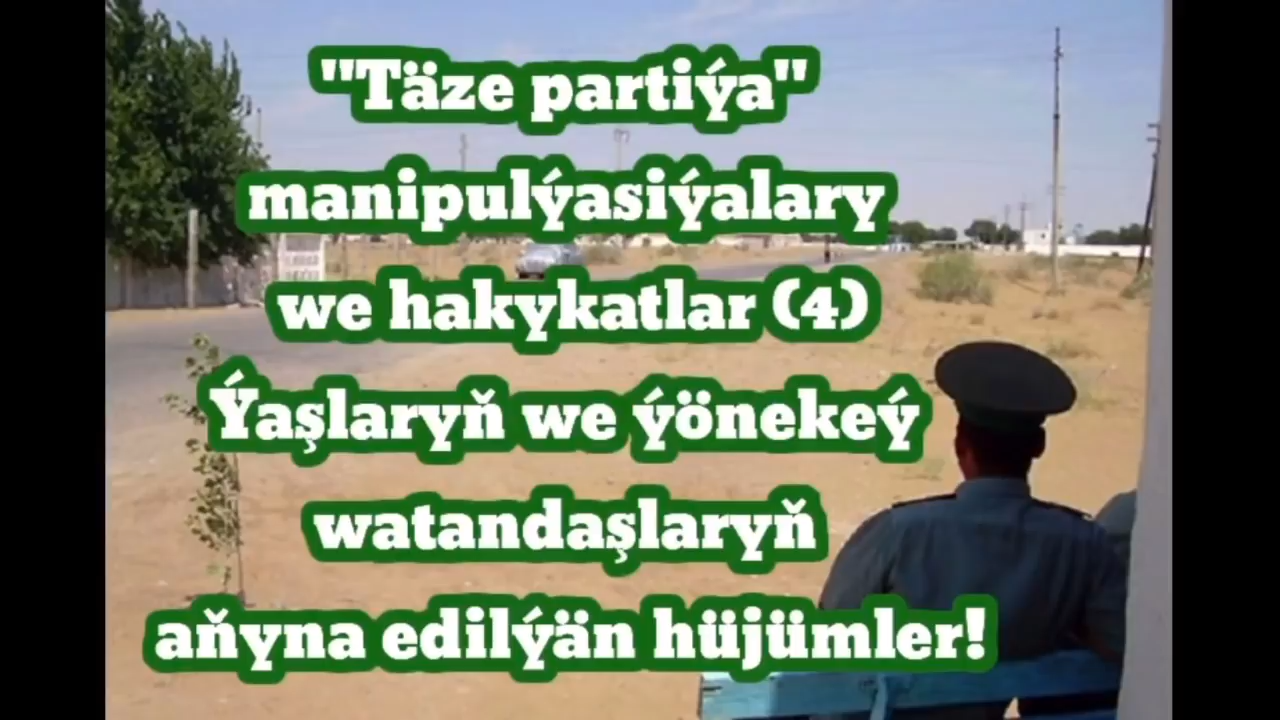 "Täze partiýa"
manipulýasiýalary
we hakykatlar (4)
Ýaşlaryň we ýönekeý
watandaşlaryň
aňyna edilýän hüjümler!